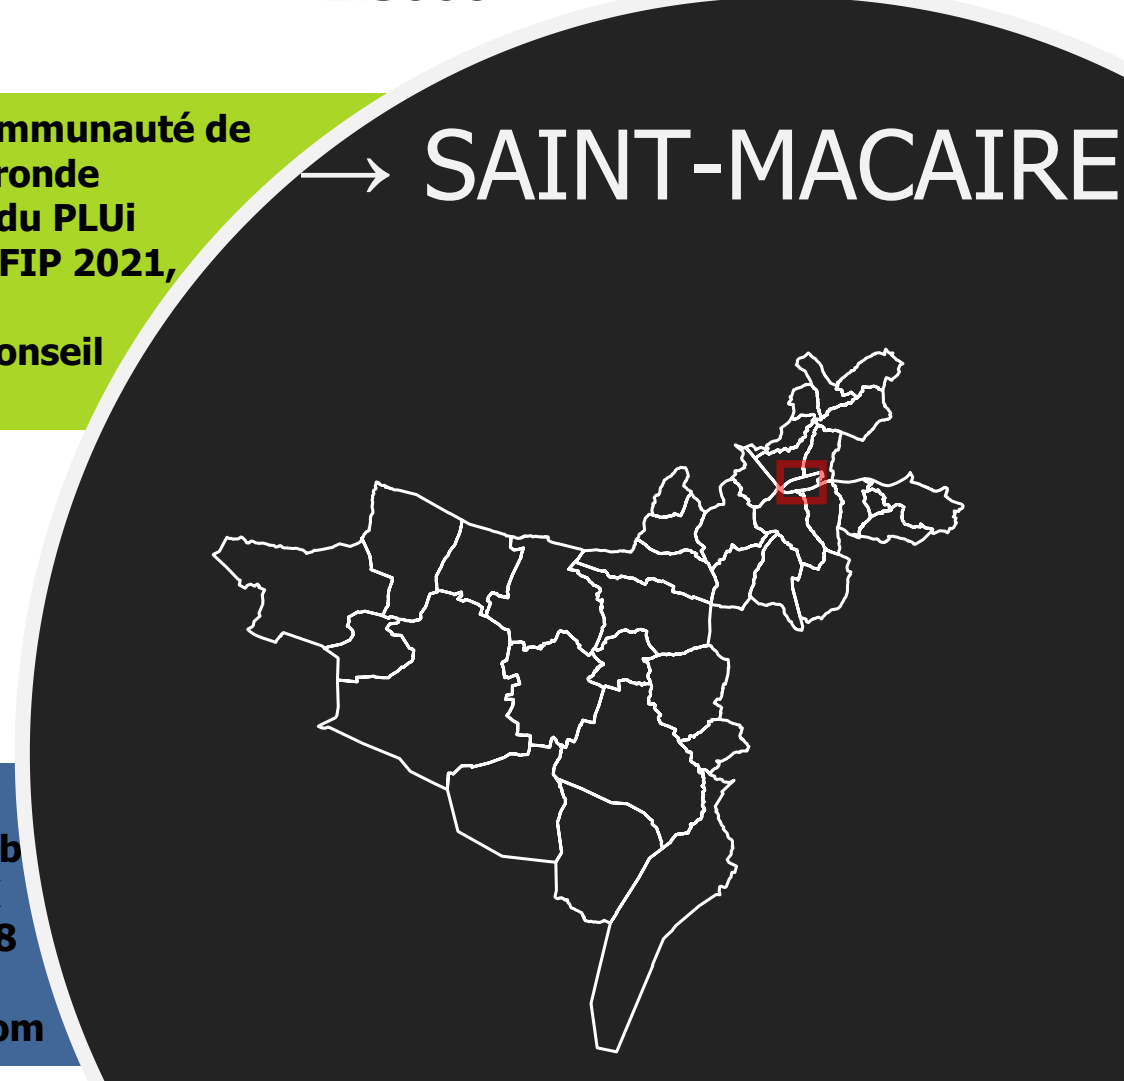 mmunauté de
ronde
du PLUi
FIP 2021,
onseil
→ SAINT-MACAIRE
b
8
om